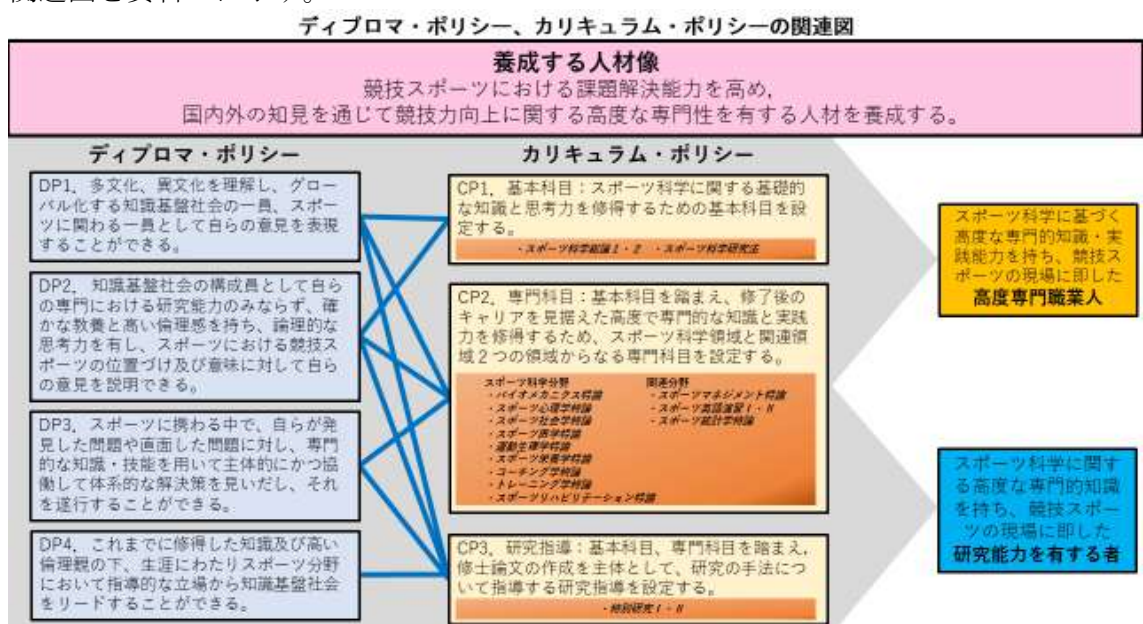 ディプロマ・ポリシー、カリキュラム・ポリシーの関連図
養成する人材像
競技スポーツにおける課題解決能力を高め,
国内外の知見を通じて競技力向上に関する高度な専門性を有する人材を養成する。
ディプロマ・ポリシー
DP1, 多文化、異文化を理解し、グロー
バル化する知識基盤社会の一員、スポー
ツに関わる一員として自らの意見を表現
することができる。
DP2, 知識基盤社会の構成員として自ら
の専門における研究能力のみならず、確
かな教養と高い倫理感を持ち、論理的な
思考力を有し、スポーツにおける競技ス
ポーツの位置づけ及び意味に対して自ら
の意見を説明できる。
DP3, スポーツに携わる中で、自らが発
見した問題や直面した問題に対し、専門
的な知識・技能を用いて主体的にかつ協
働して体系的な解決策を見いだし、それ
を遂行することができる。
DP4, これまでに修得した知識及び高い
倫理観の下、生涯にわたりスポーツ分野
において指導的な立場から知識基盤社会
をリードすることができる。
カリキュラム・ポリシー
CP1, 基本科目：スポーツ科学に関する基礎的
な知識と思考力を修得するための基本科目を設
定する。
・スポーツ科学総論Ⅰ・2 ・スポーツ科学研究法
CP2, 専門科目：基本科目を踏まえ、修了後の
キャリアを見据えた高度で専門的な知識と実践
力を修得するため、スポーツ科学領域と関連領
域２つの領域からなる専門科目を設定する。
スポーツ科学分野
・バイオメカニクス特論
・スポーツ心理学特論
・スポーツ社会学特論
・スポーツ医学特論
・運動生理学特論
・スポーツ栄養学特論
・コーチング学特論
・トレーニング学特論
・スポーツリハビリテーション特論
関連分野
・スポーツマネジメント特論
・スポーツ英語演習Ⅰ・Ⅱ
・スポーツ統計学特論
CP3, 研究指導：基本科目、専門科目を踏まえ,
修士論文の作成を主体として、研究の手法につ
いて指導する研究指導を設定する。
・特別研究Ⅰ・Ⅱ
スポーツ科学に基づく
高度な専門的知識・実
践能力を持ち、競技ス
ポーツの現場に即した
高度専門職業人
スポーツ科学に関す
る高度な専門的知識
を持ち、競技スポー
ツの現場に即した
研究能力を有する者